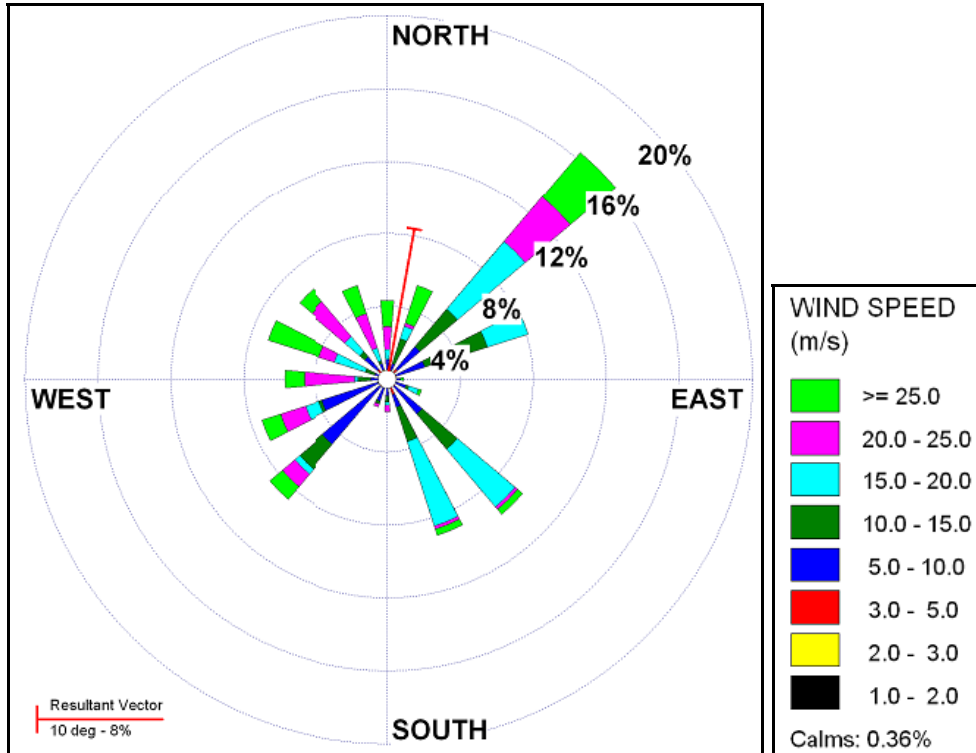 NORTH
20%
16%
12%
8%
4%
WEST
EAST
SOUTH
Resultant Vector
10 deg - 8%
WIND SPEED
(m/s)
>= 25.0
20.0 - 25.0
15.0 - 20.0
10.0 - 15.0
5.0 - 10.0
3.0 - 5.0
2.0 - 3.0
1.0 - 2.0
Calms: 0.36%